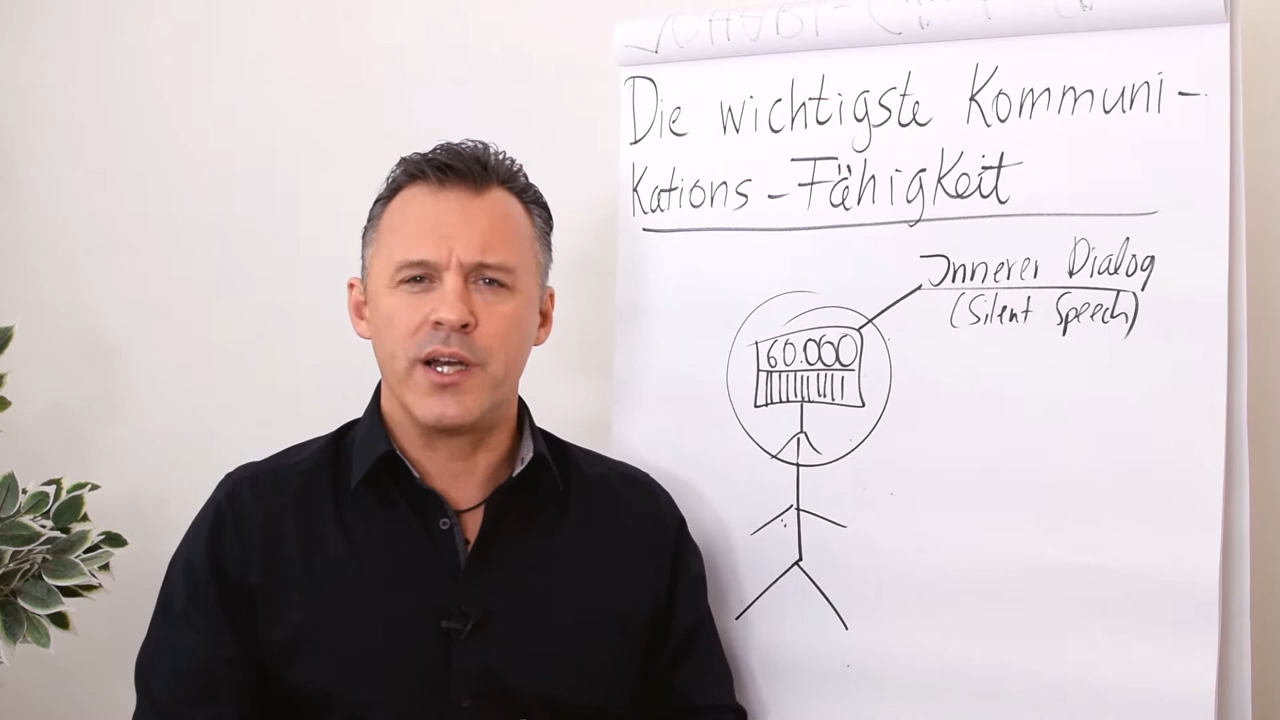 Die wichtigste Kommuni-
Kations-Fähigkeit
Innerer Dialog
(Silent Speech)
60.000